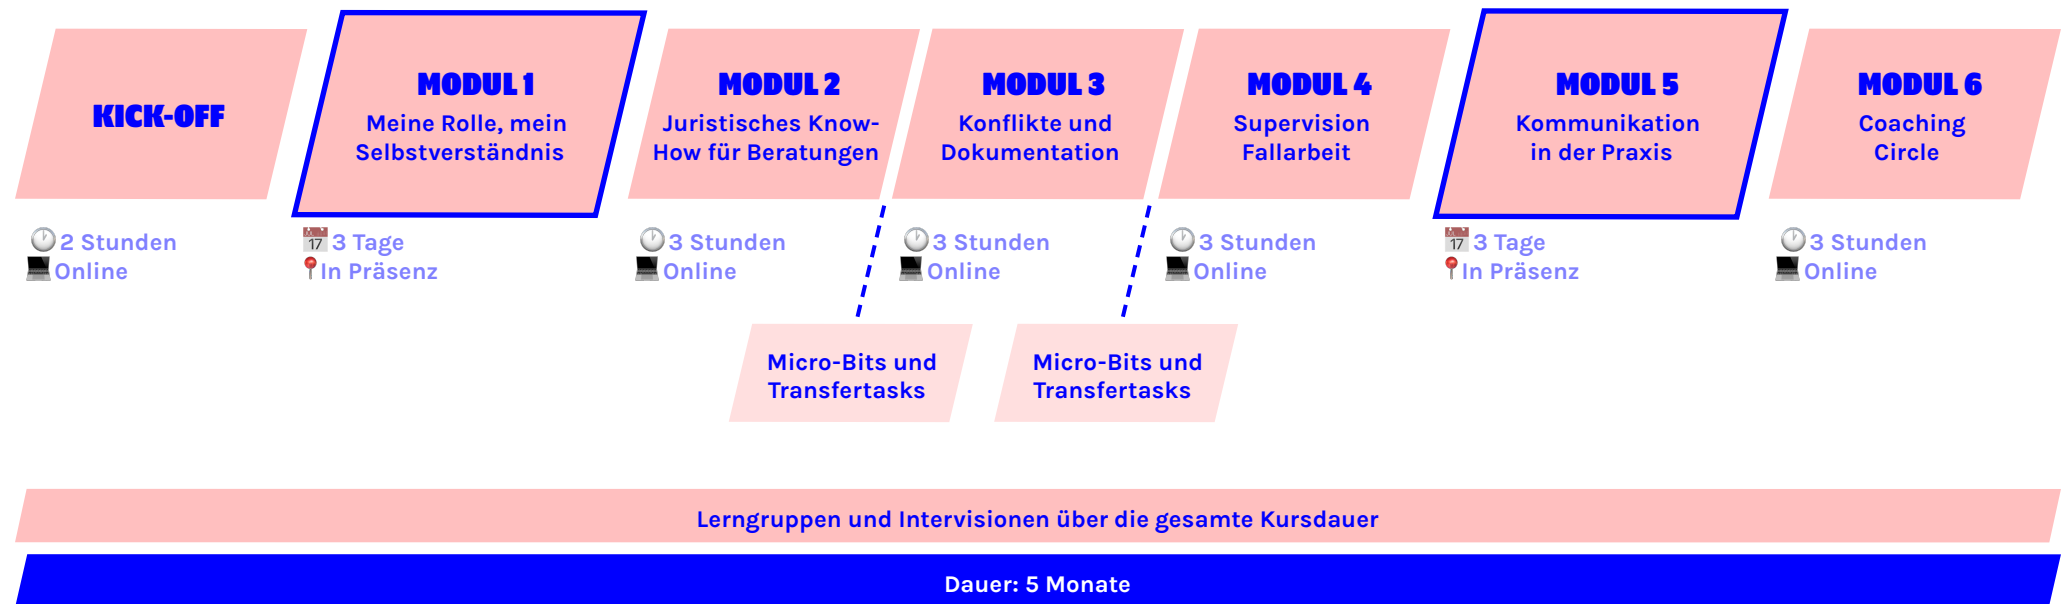 KICK-OFF
2 Stunden
Online
MODUL 1
Meine Rolle, mein
Selbstverständnis
3 Tage
In Präsenz
MODUL 2
Juristisches Know-
How für Beratungen
3 Stunden
Online
MODUL 3
Konflikte und
Dokumentation
3 Stunden
Online
MODUL 4
Supervision
Fallarbeit
3 Stunden
Online
MODUL 5
Kommunikation
in der Praxis
3 Tage
In Präsenz
MODUL 6
Coaching
Circle
3 Stunden
Online
Micro-Bits und
Transfertasks
Micro-Bits und
Transfertasks
Lerngruppen und Intervisionen über die gesamte Kursdauer
Dauer: 5 Monate